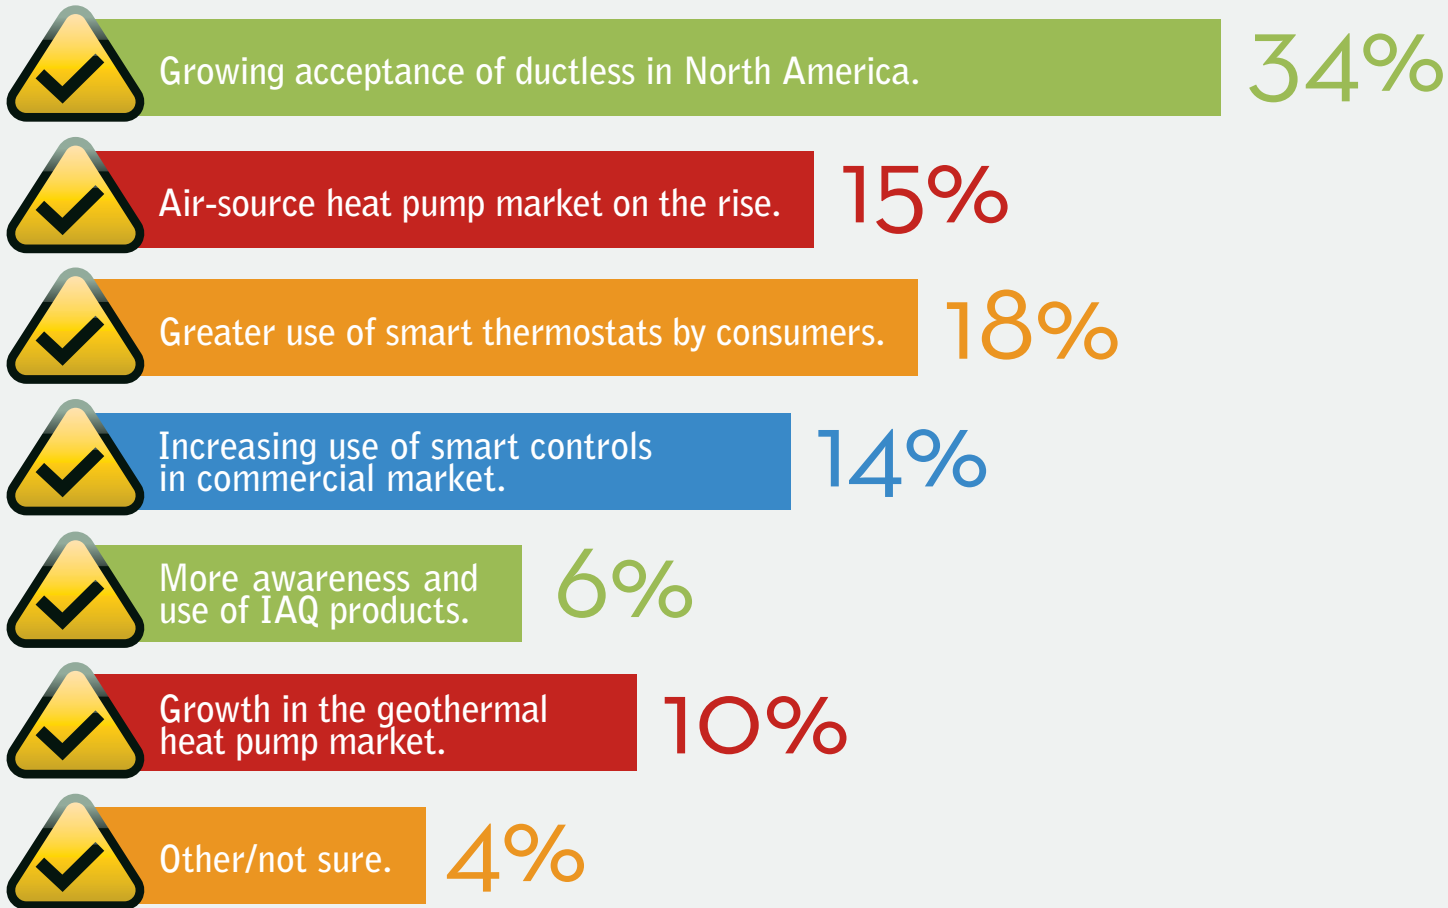 Growing acceptance of ductless in North America.
34%
Air-source heat pump market on the rise.
15%
Greater use of smart thermostats by consumers.
18%
Increasing use of smart controls
in commercial market.
14%
More awareness and
use of IAQ products.
6%
Growth in the geothermal
heat pump market.
10%
Other/not sure.
4%